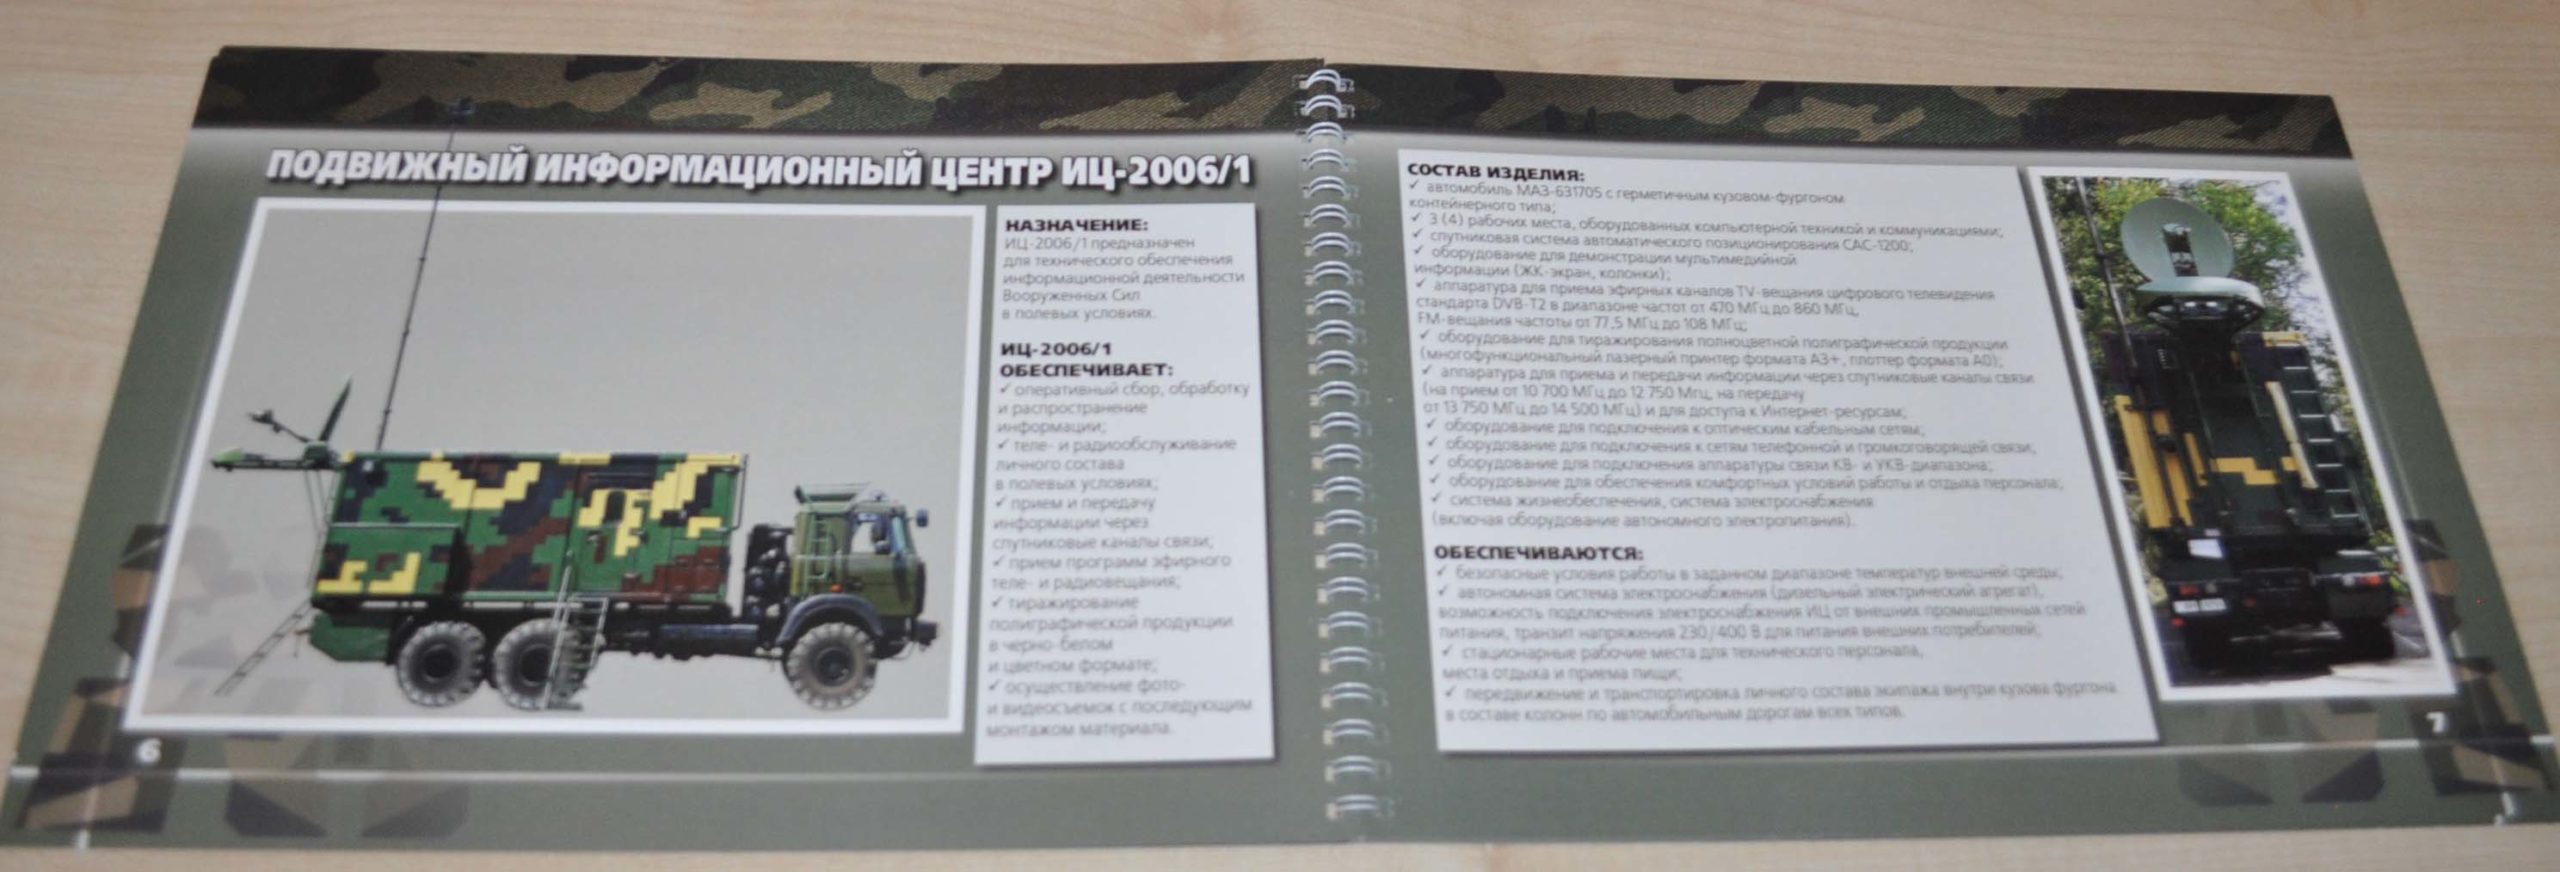 ПОДВИЖНЫЙ ИНФОРМАЦИОННЫЙ ЦЕНТР ИЦ-2006/1
НАЗНАЧЕНИЕ:
ИЦ-2006/1 предназначен
для технического обеспечения
информационной деятельности
Вооруженных Сил
в полевых условиях.
ИЦ-2006/1
ОБЕСПЕЧИВАЕТ:
✓ оперативный сбор, обработку
и распространение
информации;
✓ теле- и радиообслуживание
личного состава
в полевых условиях;
✓ прием и передачу
информации через
спутниковые каналы связи;
✓ прием программ эфирного
теле- и радиовещания;
✓ тиражирование
полиграфической продукции
в черно-белом
и цветном формате;
✓ осуществление фото-
и видеосъемок с последующим
монтажом материала.
6
СОСТАВ ИЗДЕЛИЯ:
✓ автомобиль МАЗ-631705 с герметичным кузовом-фургоном
контейнерного типа;
✓ 3 (4) рабочих места, оборудованных компьютерной техникой и коммуникациями;
✓ спутниковая система автоматического позиционирования САС-1200;
✓ оборудование для демонстрации мультимедийной
информации (ЖК-экран, колонки);
✓ аппаратура для приема эфирных каналов TV-вещания цифрового телевидения
стандарта DVB-T2 в диапазоне частот от 470 МГц до 860 МГц,
FM-вещания частоты от 77,5 МГц до 108 МГц;
✓ оборудование для тиражирования полноцветной полиграфической продукции
(многофункциональный лазерный принтер формата А3+, плоттер формата А0);
✓ аппаратура для приема и передачи информации через спутниковые каналы связи
(на прием от 10 700 МГц до 12 750 Мгц, на передачу
от 13 750 МГц до 14 500 МГц) и для доступа к Интернет-ресурсам;
✓ оборудование для подключения к оптическим кабельным сетям;
✓ оборудование для подключения к сетям телефонной и громкоговорящей связи;
✓ оборудование для подключения аппаратуры связи КВ- и УКВ-диапазона;
✓ оборудование для обеспечения комфортных условий работы и отдыха персонала;
✓ система жизнеобеспечения, система электроснабжения
(включая оборудование автономного электропитания).
ОБЕСПЕЧИВАЮТСЯ:
✓ безопасные условия работы в заданном диапазоне температур внешней среды;
✓ автономная система электроснабжения (дизельный электрический агрегат),
возможность подключения электроснабжения ИЦ от внешних промышленных сетей
питания, транзит напряжения 230/400 В для питания внешних потребителей;
✓ стационарные рабочие места для технического персонала,
места отдыха и приема пищи;
✓ передвижение и транспортировка личного состава экипажа внутри кузова фургона
в составе колонн по автомобильным дорогам всех типов.
7